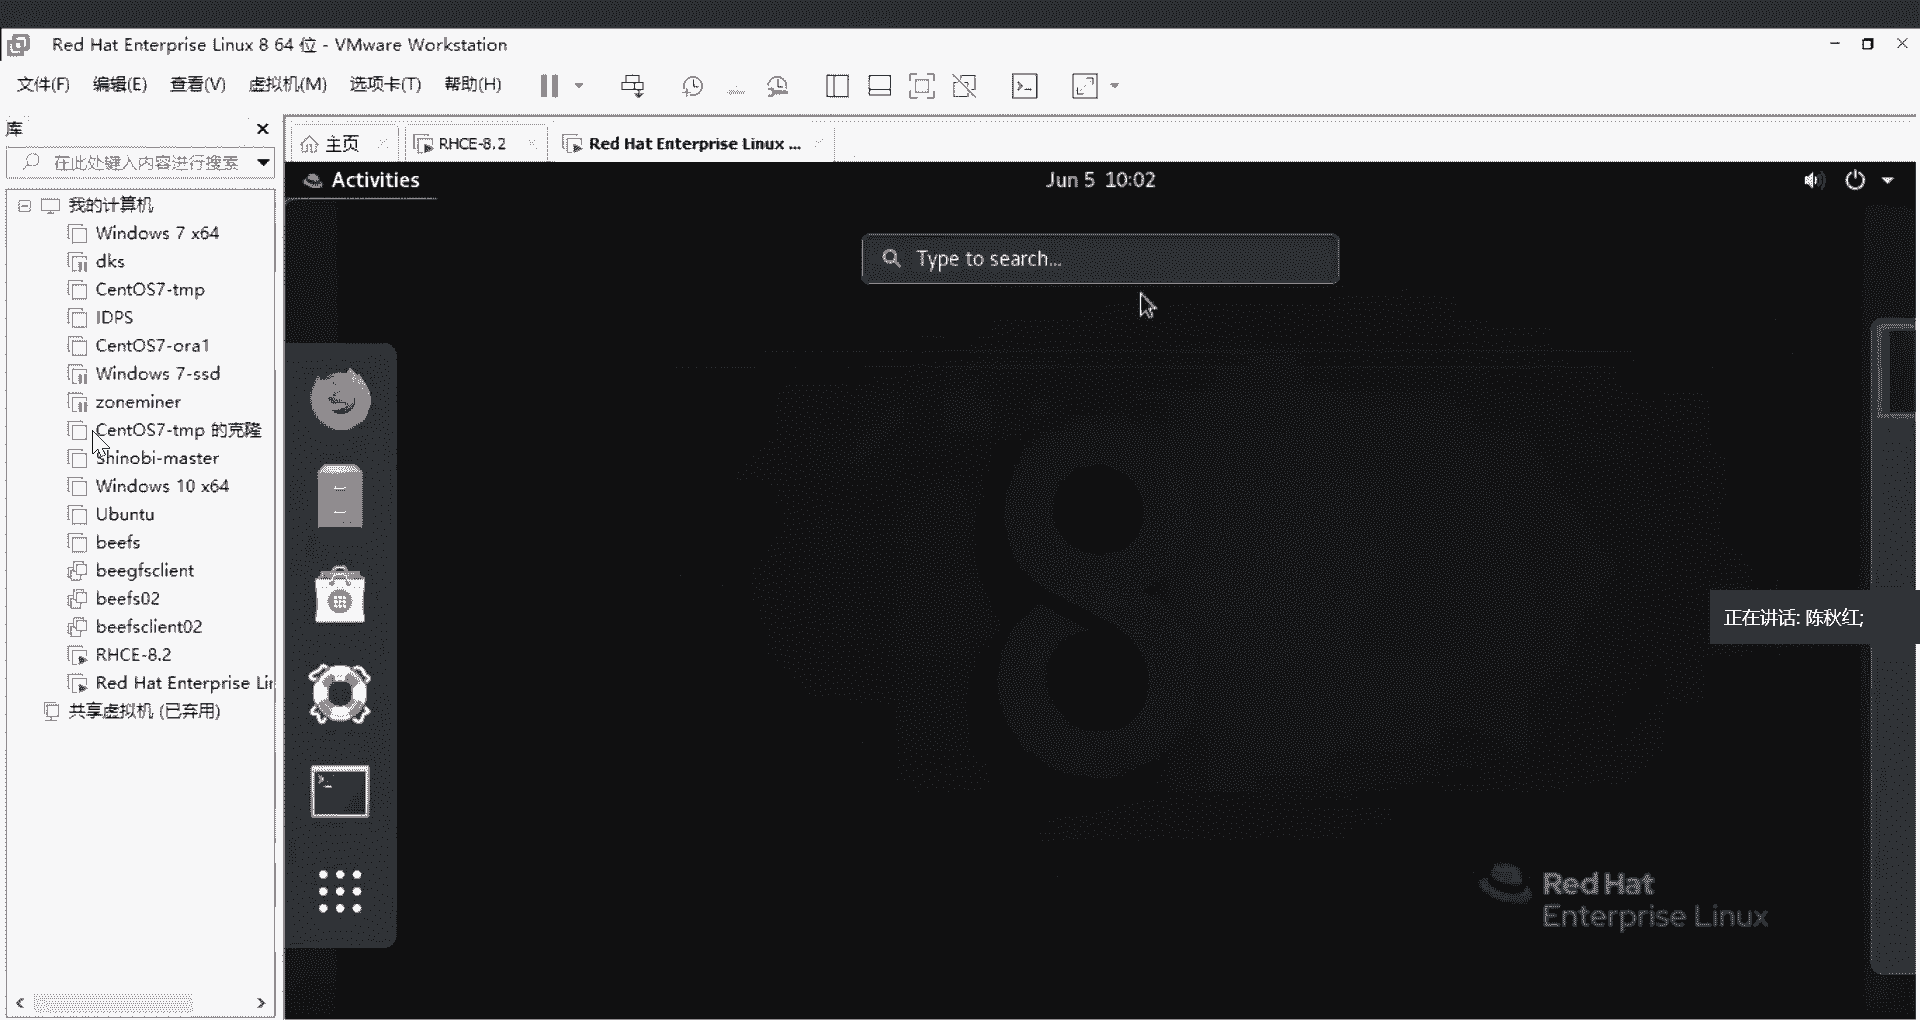 Red Hat Enterprise Linux 8 64 位 - VMware Workstation
文件(F) 编辑(E) 查看(V) 虚拟机(M) 选项卡(T) 帮助(H)
库
在此处键入内容进行搜索
主页 RHCE-8.2 Red Hat Enterprise Linux ...
Activities Jun 5 10:02
Type to search...
我的计算机
Windows 7 x64
dks
CentOS7-tmp
IDPS
CentOS7-ora1
Windows 7-ssd
zoneminer
CentOS7-tmp 的克隆
Shinobi-master
Windows 10 x64
Ubuntu
beefs
beegfsclient
beefs02
beefsclient02
RHCE-8.2
Red Hat Enterprise Lin
共享虚拟机 (已弃用)
正在讲话: 陈秋红;
Red Hat
Enterprise Linux